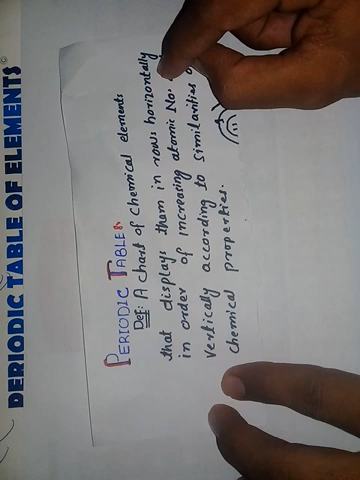 PERIODIC TABLE OF ELEMENTS
PERIODIC TABLE:
Def: A chart of chemical elements
that displays them in rows horizontally
in order of increasing atomic No.
Vertically according to similarities
chemical properties.